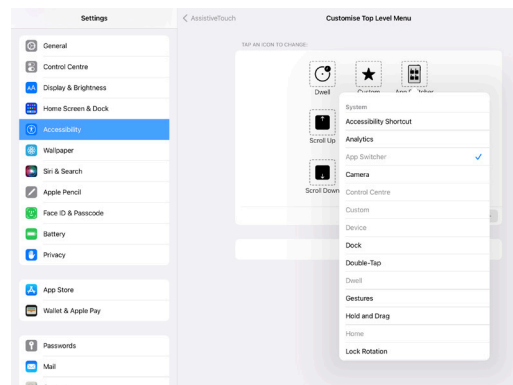 Settings
General
Control Centre
Display & Brightness
Home Screen & Dock
Accessibility
Wallpaper
Siri & Search
Apple Pencil
Face ID & Passcode
Battery
Privacy
App Store
Wallet & Apple Pay
Passwords
Mail
AssistiveTouch
Customise Top Level Menu
TAP AN ICON TO CHANGE:
Dwell
Custom
Scroll Up
Scroll Down
System
Accessibility Shortcut
Analytics
App Switcher
Camera
Control Centre
Custom
Device
Dock
Double-Tap
Dwell
Gestures
Hold and Drag
Home
Lock Rotation